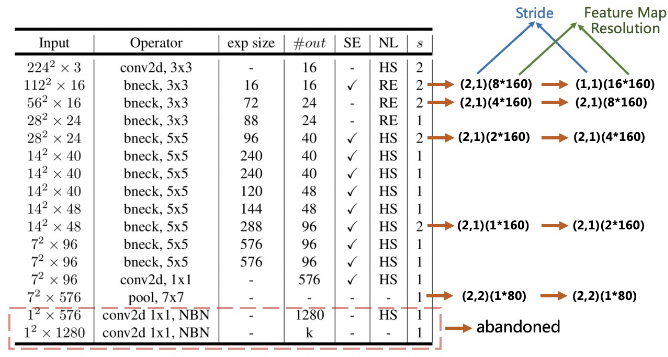 Stride Feature Map
Resolution
Input Operator exp size #out SE NL s
224² × 3 conv2d, 3x3 - 16 - HS 2
112² × 16 bneck, 3x3 16 16 ✓ RE 2 (2,1)(8*160) (1,1)(16*160)
56² × 16 bneck, 3x3 72 24 - RE 2 (2,1)(4*160) (2,1)(8*160)
28² × 24 bneck, 3x3 88 24 - RE 1
28² × 24 bneck, 5x5 96 40 ✓ HS 2 (2,1)(2*160) (2,1)(4*160)
14² × 40 bneck, 5x5 240 40 ✓ HS 1
14² × 40 bneck, 5x5 240 40 ✓ HS 1
14² × 40 bneck, 5x5 120 48 ✓ HS 1
14² × 48 bneck, 5x5 144 48 ✓ HS 1
14² × 48 bneck, 5x5 288 96 ✓ HS 2 (2,1)(1*160) (2,1)(2*160)
7² × 96 bneck, 5x5 576 96 ✓ HS 1
7² × 96 bneck, 5x5 576 96 ✓ HS 1
7² × 96 conv2d, 1x1 - 576 ✓ HS 1
7² × 576 pool, 7x7 - - - - 1 (2,2)(1*80) (2,2)(1*80)
1² × 576 conv2d 1x1, NBN - 1280 - HS 1
1² × 1280 conv2d 1x1, NBN - k - - 1 abandoned